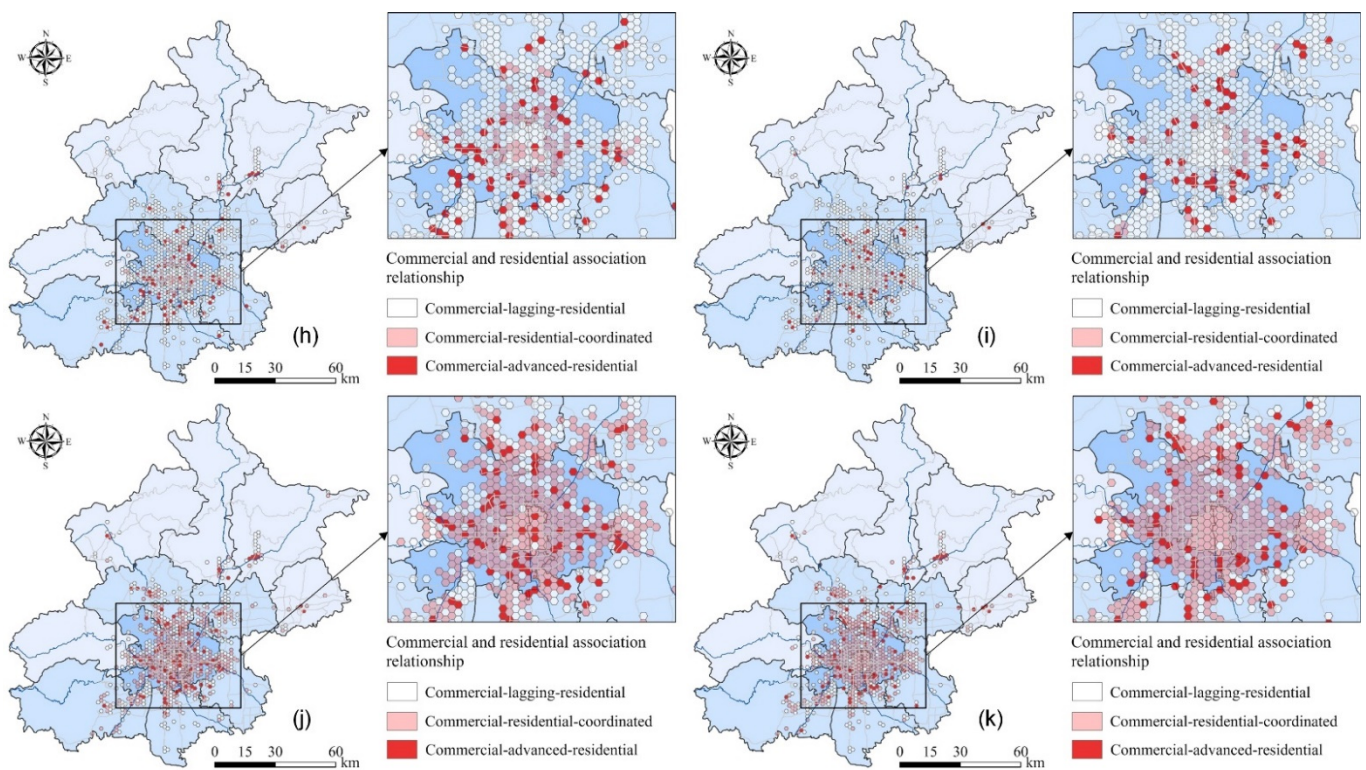 N
W E
S
(h)
0 15 30 60
km
Commercial and residential association
relationship
Commercial-lagging-residential
Commercial-residential-coordinated
Commercial-advanced-residential
N
W E
S
(i)
0 15 30 60
km
Commercial and residential association
relationship
Commercial-lagging-residential
Commercial-residential-coordinated
Commercial-advanced-residential
N
W E
S
(j)
0 15 30 60
km
Commercial and residential association
relationship
Commercial-lagging-residential
Commercial-residential-coordinated
Commercial-advanced-residential
N
W E
S
(k)
0 15 30 60
km
Commercial and residential association
relationship
Commercial-lagging-residential
Commercial-residential-coordinated
Commercial-advanced-residential